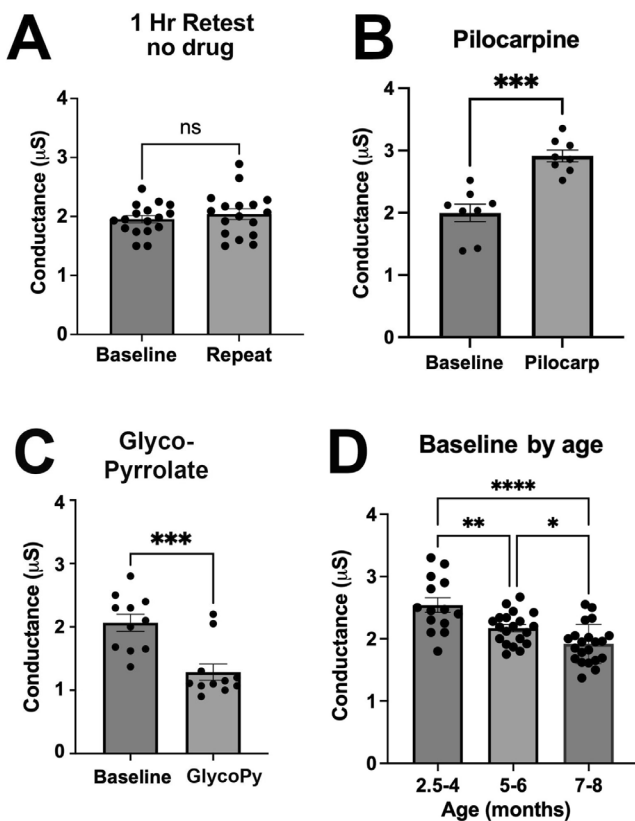 A
1 Hr Retest
no drug
ns
Conductance (μS)
4
3
2
1
0
Baseline Repeat
B
Pilocarpine
***
Conductance (μS)
4
3
2
1
0
Baseline Pilocarp
C
Glyco-
Pyrrolate
***
Conductance (μS)
4
3
2
1
0
Baseline GlycoPy
D
Baseline by age
****
** *
Conductance (μS)
4
3
2
1
0
2.5-4 5-6 7-8
Age (months)